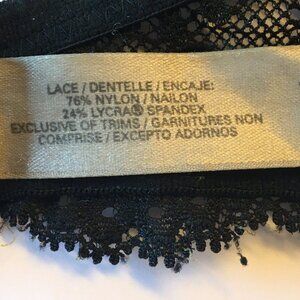 LACE / DENTELLE / ENCAJE:
76% NYLON / NAILON
24% LYCRA® SPANDEX
EXCLUSIVE OF TRIMS / GARNITURES NON
COMPRISE / EXCEPTO ADORNOS